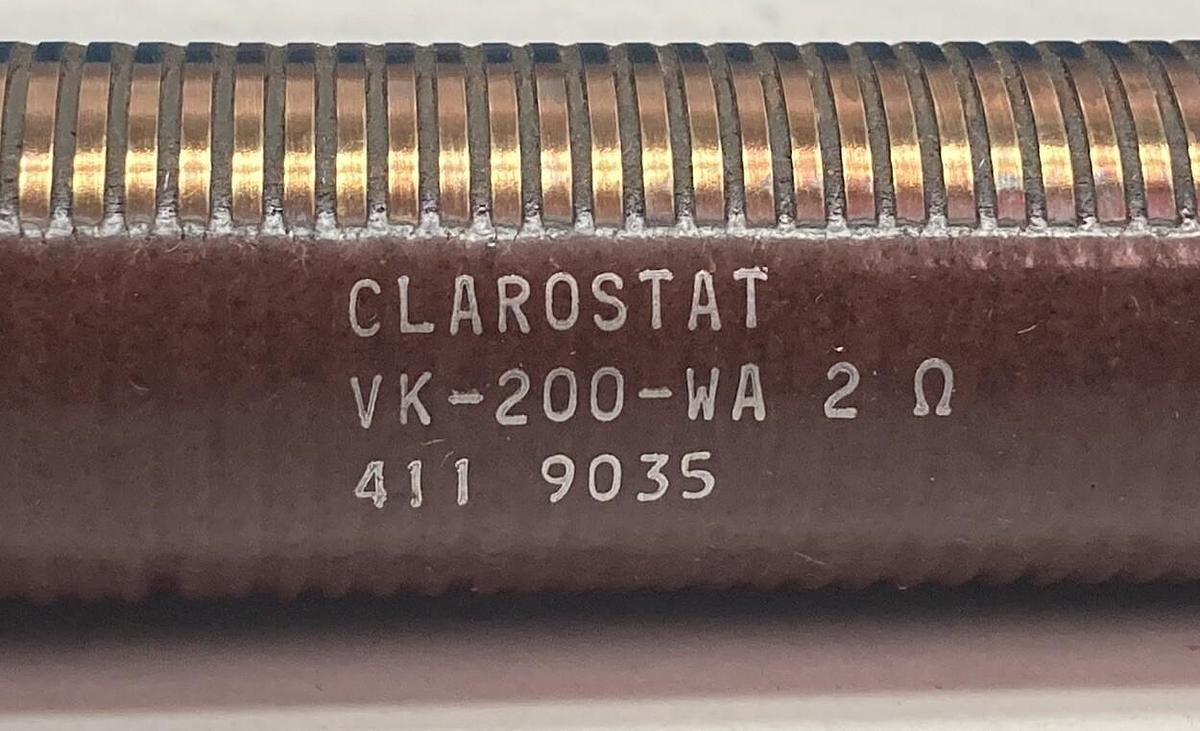 CLAROSTAT
VK-200-WA 2 Ω
411 9035